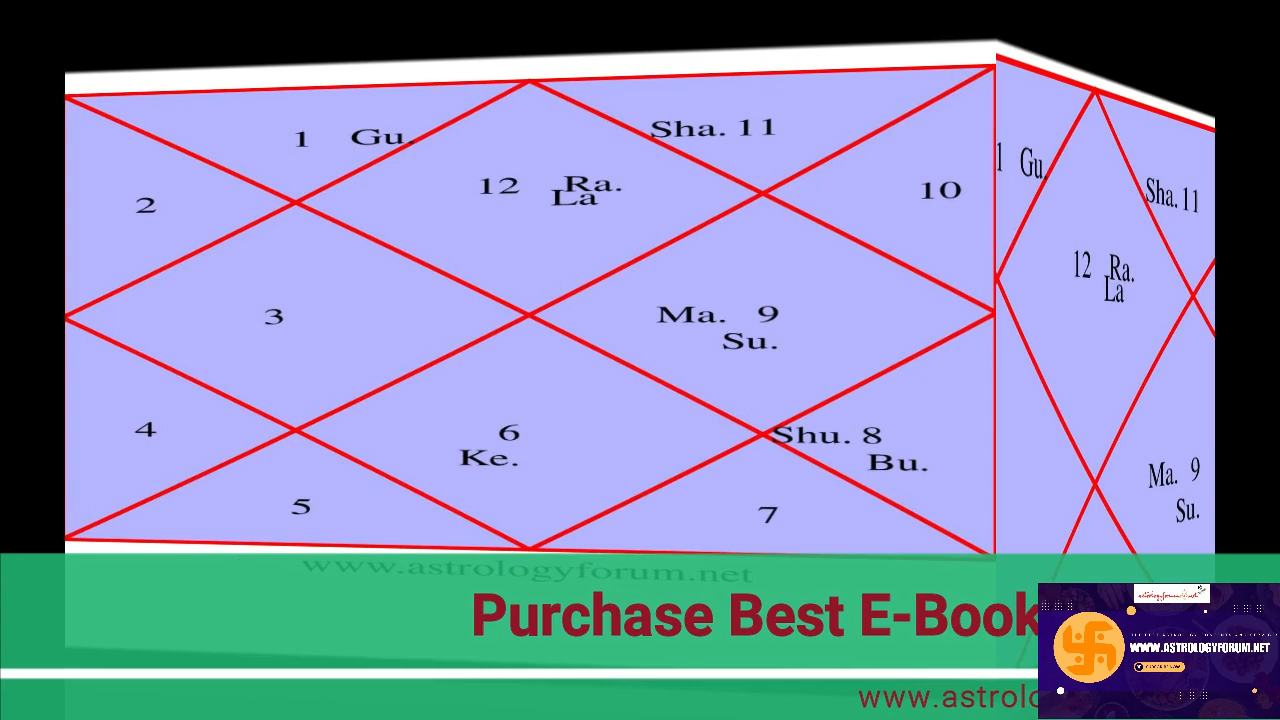 1 Gu.
Sha. 11
2
12 Ra.
La
10
3
Ma. 9
Su.
4
6
Ke.
Shu. 8
Bu.
5
7
1 Gu.
Sha. 11
12 Ra.
La
Ma. 9
Su.
www.astrologyforum.net
Purchase Best E-Book
www.astrolo
WWW.ASTROLOGYFORUM.NET